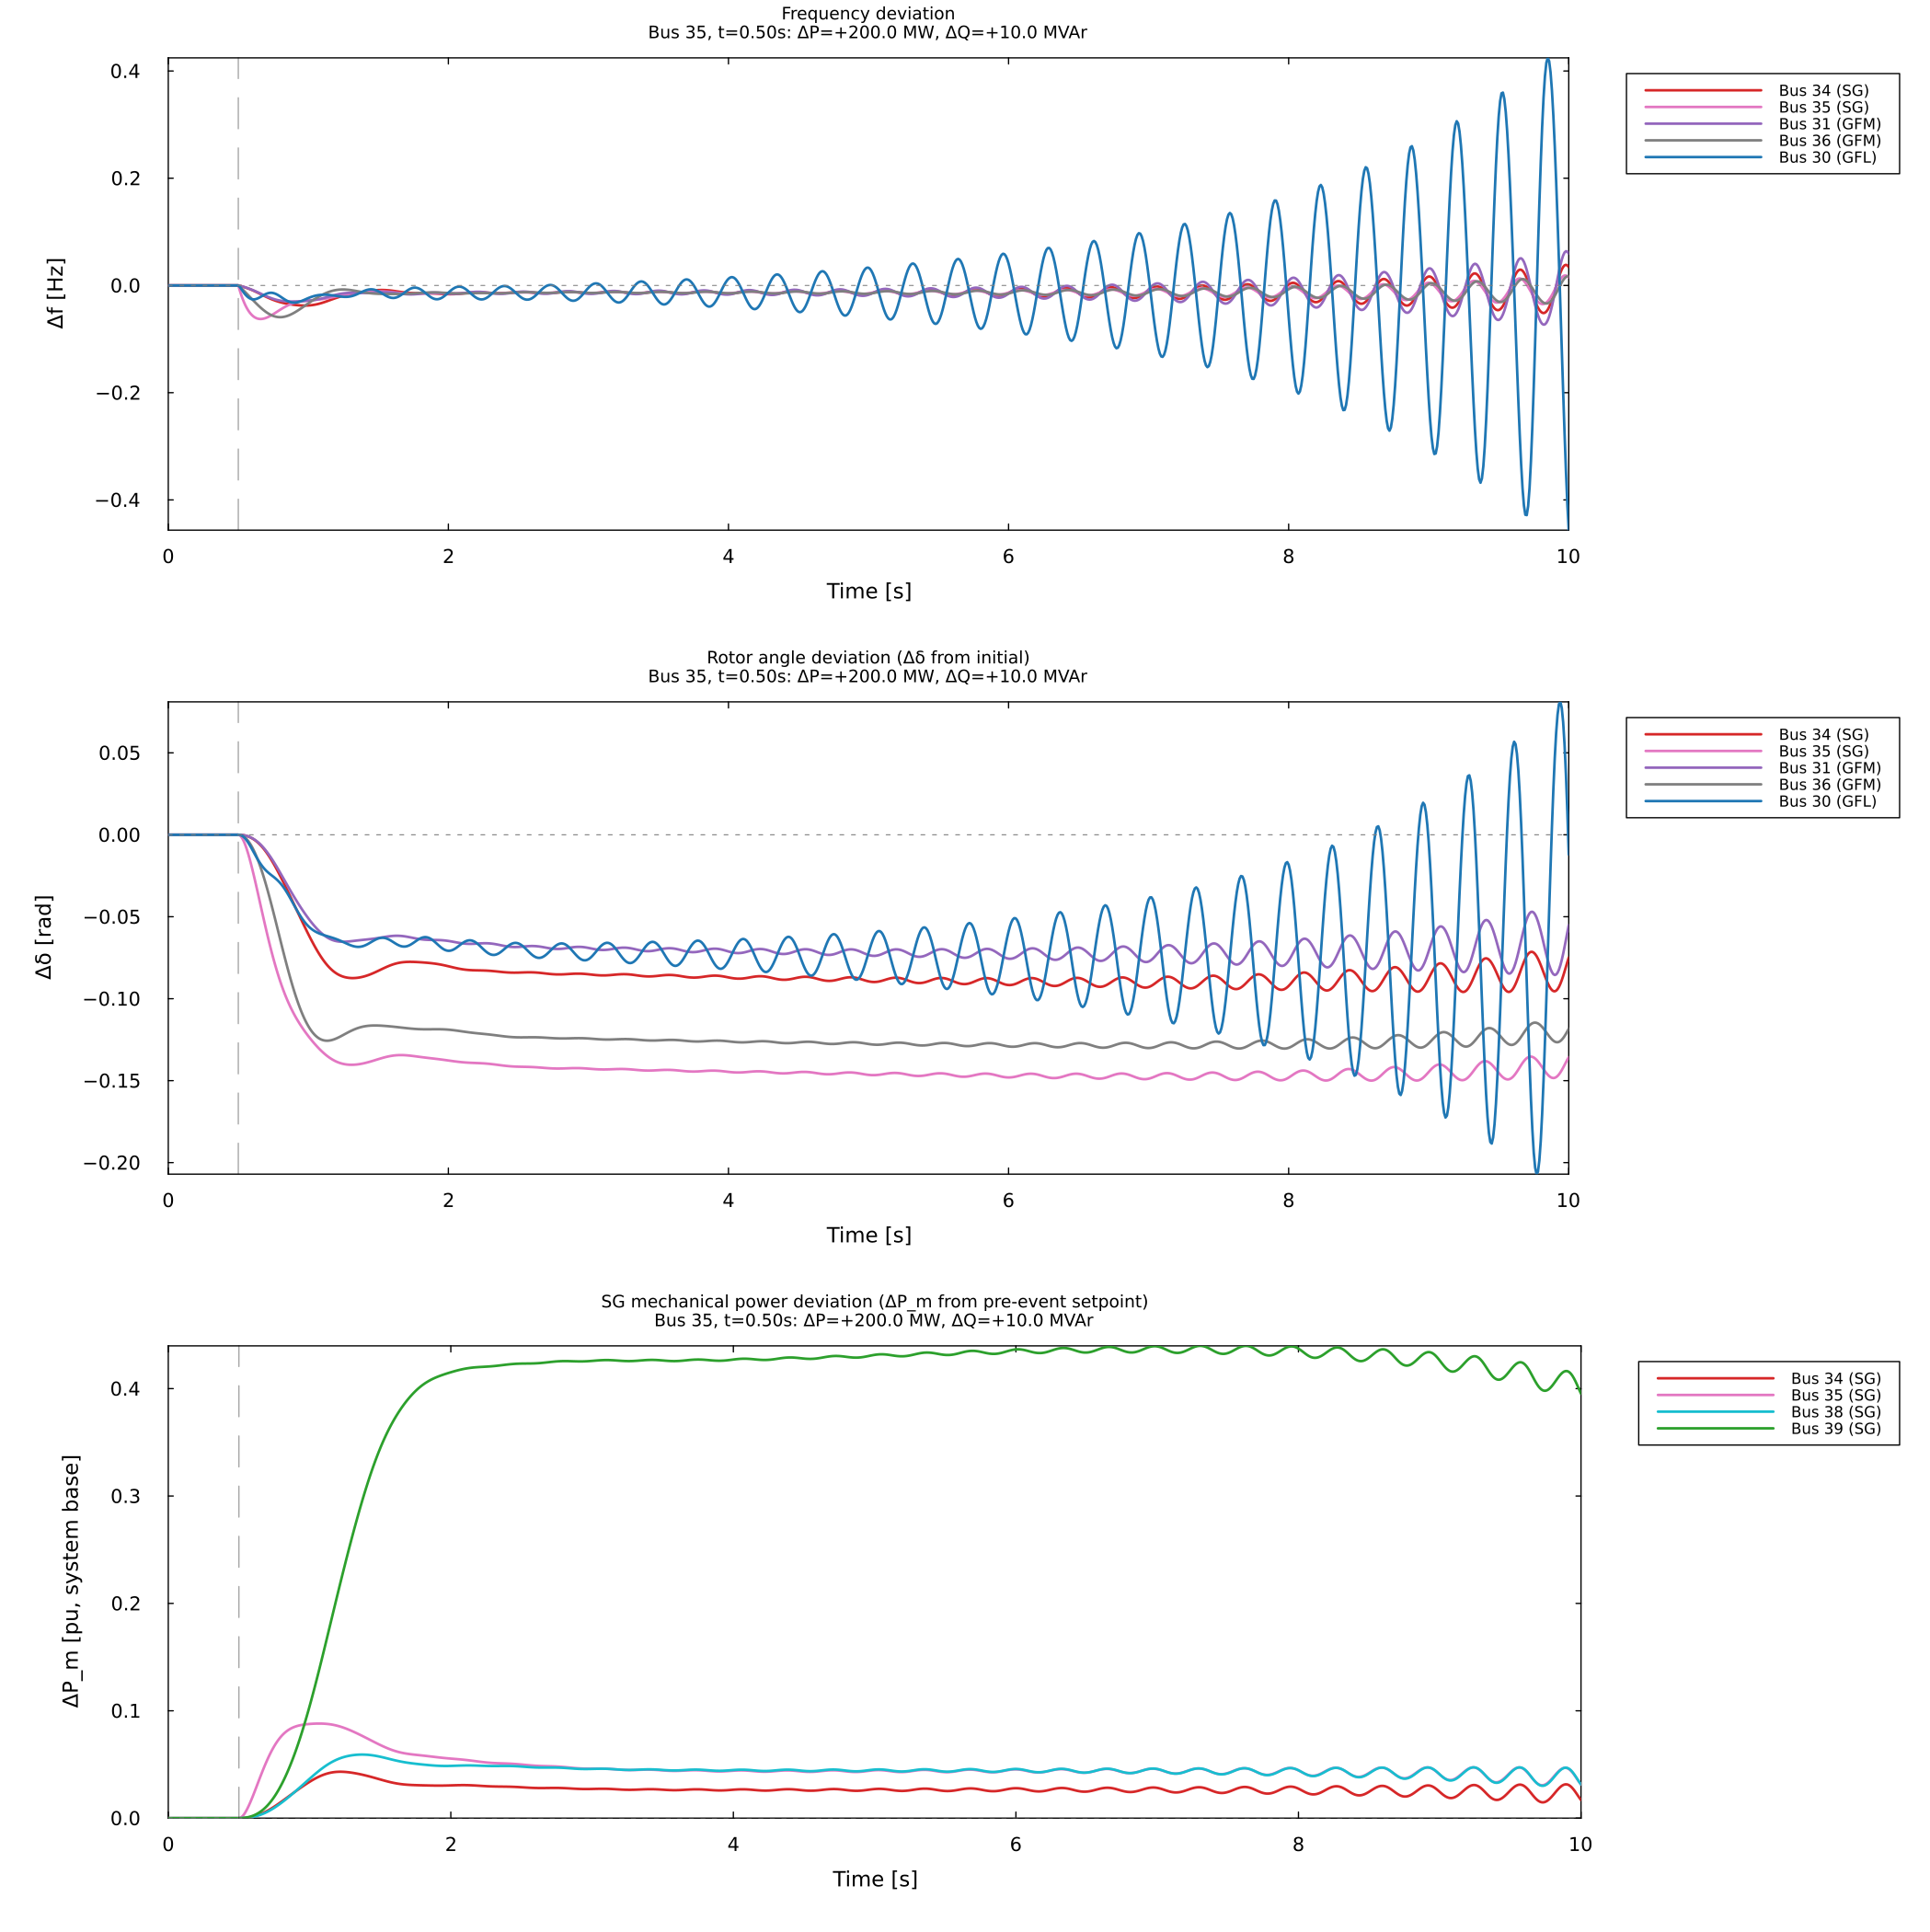 Frequency deviation
Bus 35, t=0.50s: ΔP=+200.0 MW, ΔQ=+10.0 MVAr
0.4
0.2
0.0
−0.2
−0.4
Δf [Hz]
0 2 4 6 8 10
Time [s]
Bus 34 (SG)
Bus 35 (SG)
Bus 31 (GFM)
Bus 36 (GFM)
Bus 30 (GFL)
Rotor angle deviation (Δδ from initial)
Bus 35, t=0.50s: ΔP=+200.0 MW, ΔQ=+10.0 MVAr
0.05
0.00
−0.05
−0.10
−0.15
−0.20
Δδ [rad]
0 2 4 6 8 10
Time [s]
Bus 34 (SG)
Bus 35 (SG)
Bus 31 (GFM)
Bus 36 (GFM)
Bus 30 (GFL)
SG mechanical power deviation (ΔP_m from pre-event setpoint)
Bus 35, t=0.50s: ΔP=+200.0 MW, ΔQ=+10.0 MVAr
0.4
0.3
0.2
0.1
0.0
ΔP_m [pu, system base]
0 2 4 6 8 10
Time [s]
Bus 34 (SG)
Bus 35 (SG)
Bus 38 (SG)
Bus 39 (SG)